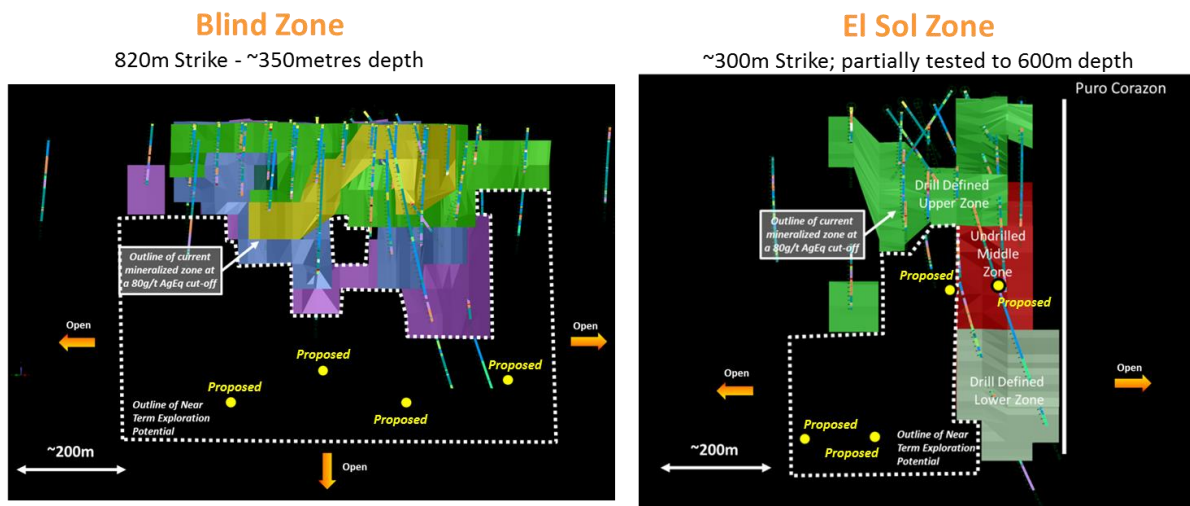 Blind Zone
820m Strike - ~350metres depth
Outline of current
mineralized zone at
a 80g/t AgEq cut-off
Open
Open
Proposed
Proposed
Proposed
Proposed
Outline of Near
Term Exploration
Potential
~200m
Open
El Sol Zone
~300m Strike; partially tested to 600m depth
Puro Corazon
Drill Defined
Upper Zone
Outline of current
mineralized zone at
a 80g/t AgEq cut-off
Undrilled
Middle
Zone
Proposed
Proposed
Open
Open
Drill Defined
Lower Zone
Proposed
Proposed
Outline of Near
Term Exploration
Potential
~200m